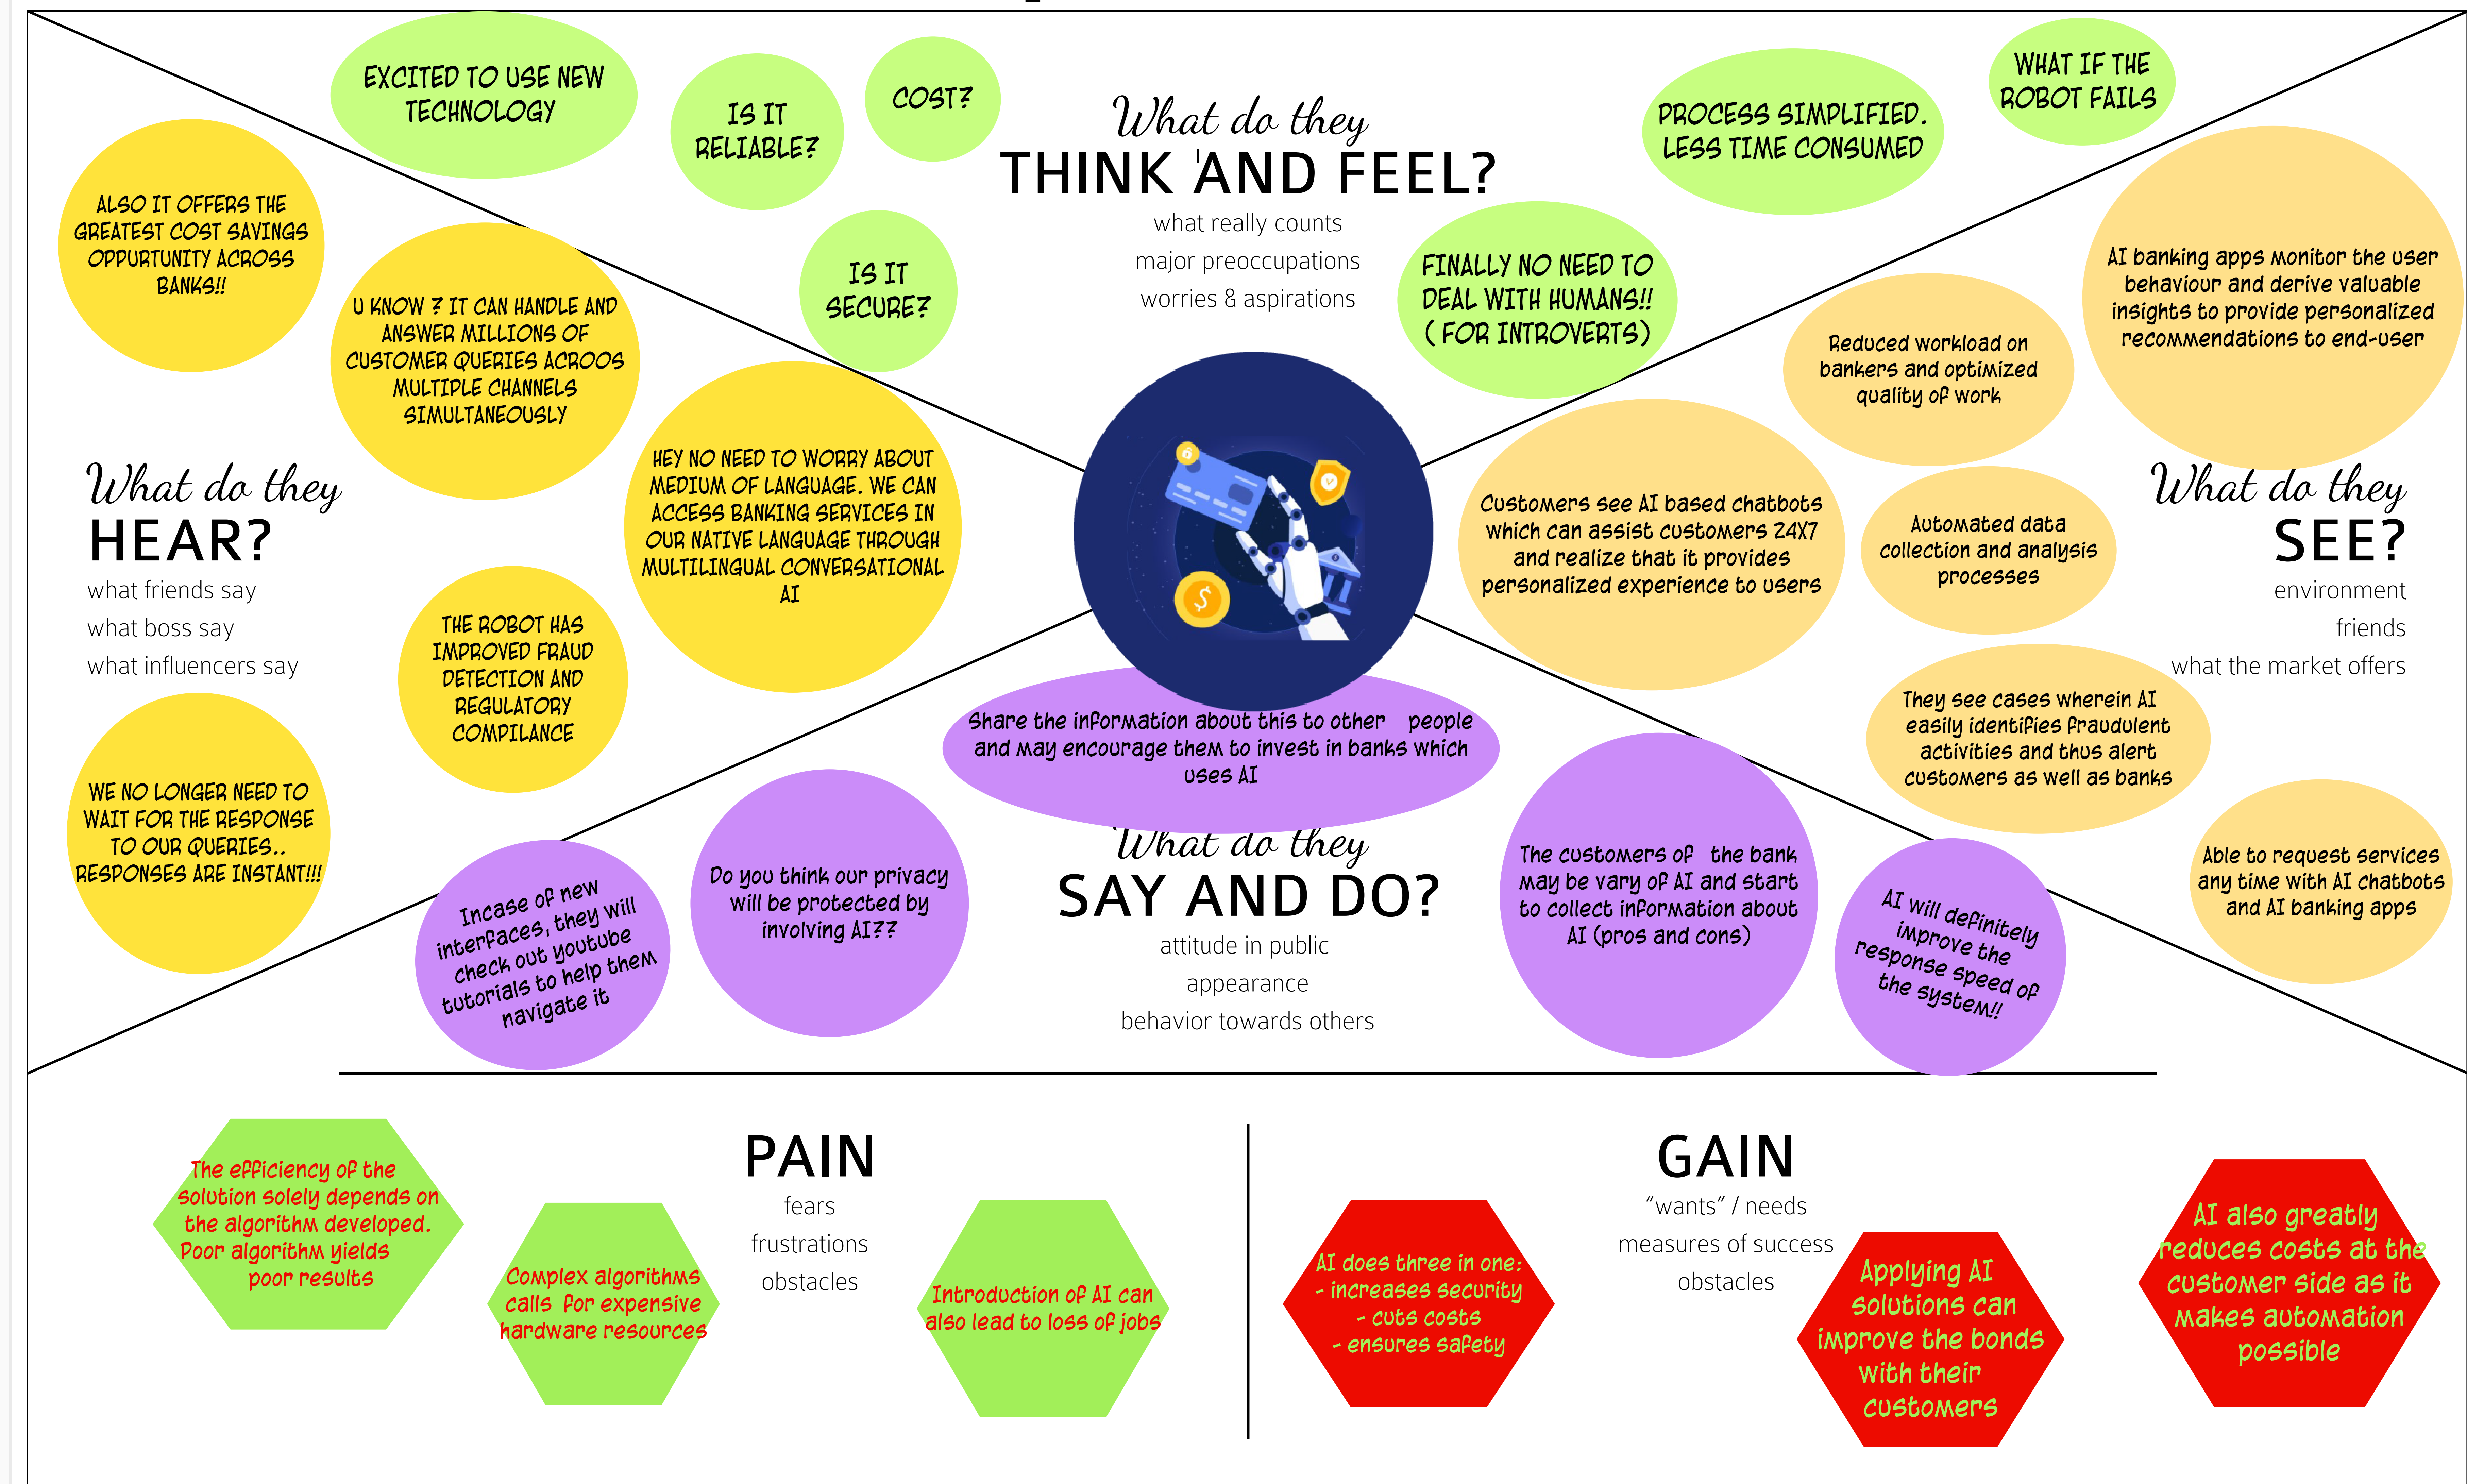 EXCITED TO USE NEW
TECHNOLOGY
IS IT
RELIABLE?
COST?
What do they
THINK AND FEEL?
what really counts
major preoccupations
worries & aspirations
IS IT
SECURE?
FINALLY NO NEED TO
DEAL WITH HUMANS!!
( FOR INTROVERTS)
PROCESS SIMPLIFIED.
LESS TIME CONSUMED
WHAT IF THE
ROBOT FAILS
ALSO IT OFFERS THE
GREATEST COST SAVINGS
OPPURTUNITY ACROSS
BANKS!!
U KNOW ? IT CAN HANDLE AND
ANSWER MILLIONS OF
CUSTOMER QUERIES ACROOS
MULTIPLE CHANNELS
SIMULTANEOUSLY
HEY NO NEED TO WORRY ABOUT
MEDIUM OF LANGUAGE. WE CAN
ACCESS BANKING SERVICES IN
OUR NATIVE LANGUAGE THROUGH
MULTILINGUAL CONVERSATIONAL
AI
What do they
HEAR?
what friends say
what boss say
what influencers say
THE ROBOT HAS
IMPROVED FRAUD
DETECTION AND
REGULATORY
COMPILANCE
WE NO LONGER NEED TO
WAIT FOR THE RESPONSE
TO OUR QUERIES..
RESPONSES ARE INSTANT!!!
AI banking apps monitor the user
behaviour and derive valuable
insights to provide personalized
recommendations to end-user
Reduced workload on
bankers and optimized
quality of work
Customers see AI based chatbots
which can assist customers 24X7
and realize that it provides
personalized experience to users
Automated data
collection and analysis
processes
What do they
SEE?
environment
friends
what the market offers
They see cases wherein AI
easily identifies fraudulent
activities and thus alert
customers as well as banks
Able to request services
any time with AI chatbots
and AI banking apps
$
Share the information about this to other people
and may encourage them to invest in banks which
uses AI
What do they
SAY AND DO?
attitude in public
appearance
behavior towards others
Incase of new
interfaces, they will
check out youtube
tutorials to help them
navigate it
Do you think our privacy
will be protected by
involving AI??
The customers of the bank
may be vary of AI and start
to collect information about
AI (pros and cons)
AI will definitely
improve the
response speed of
the system!!
PAIN
fears
frustrations
obstacles
The efficiency of the
solution solely depends on
the algorithm developed.
Poor algorithm yields
poor results
Complex algorithms
calls for expensive
hardware resources
Introduction of AI can
also lead to loss of jobs
GAIN
"wants" / needs
measures of success
obstacles
AI does three in one:
- increases security
- cuts costs
- ensures safety
Applying AI
solutions can
improve the bonds
with their
customers
AI also greatly
reduces costs at the
customer side as it
makes automation
possible